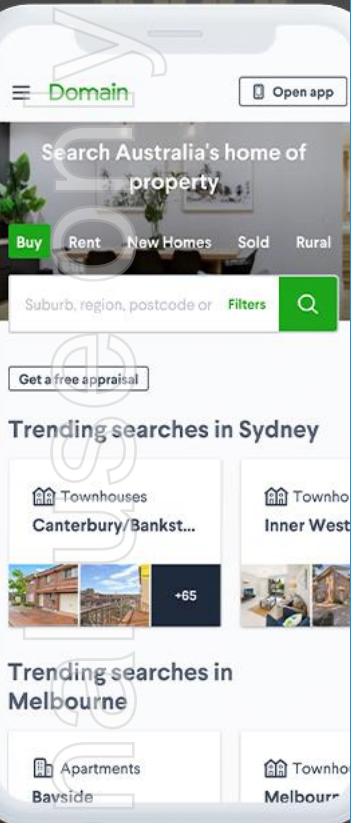 Domain
Open app
Search Australia's home of
property
Buy Rent New Homes Sold Rural
Suburb, region, postcode or Filters
Get a free appraisal
Trending searches in Sydney
Townhouses Townho
Canterbury/Bankst... Inner West
+65
Trending searches in
Melbourne
Apartments Townho
Bayside Melbourn